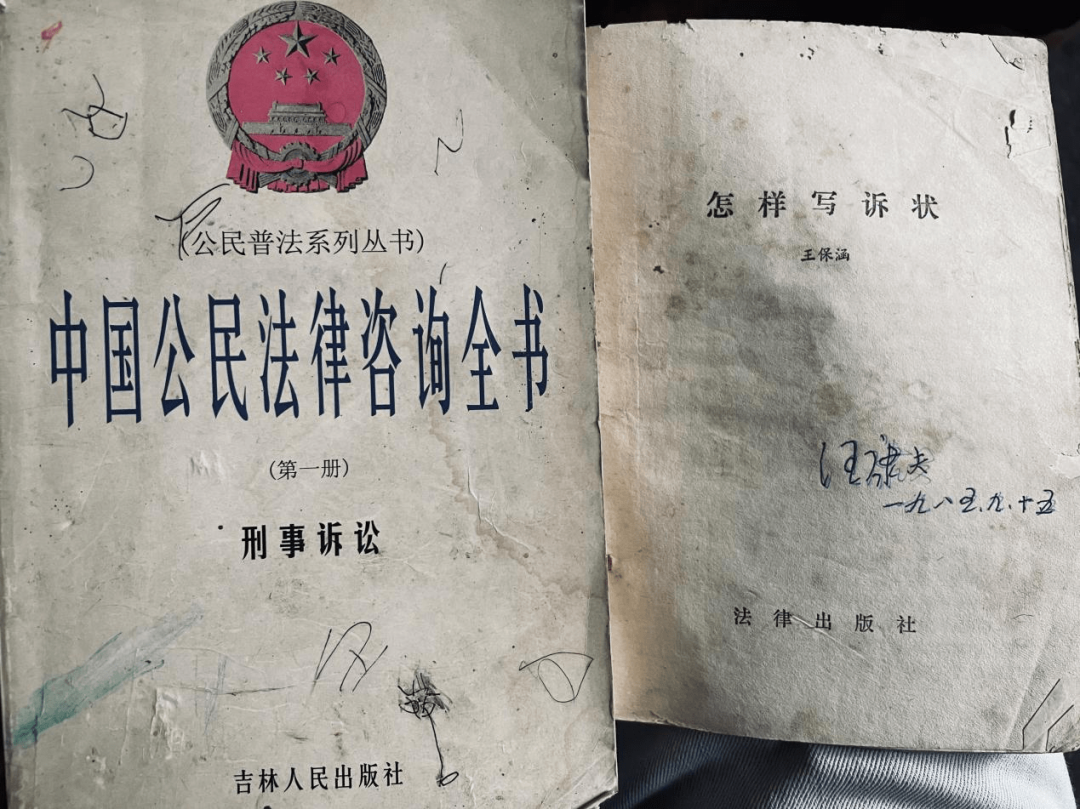 (公民普法系列丛书)
中国公民法律咨询全书
(第一册)
刑事诉讼
吉林人民出版社
怎样写诉状
王保涵
汪
一九八五.九.十五
法律出版社